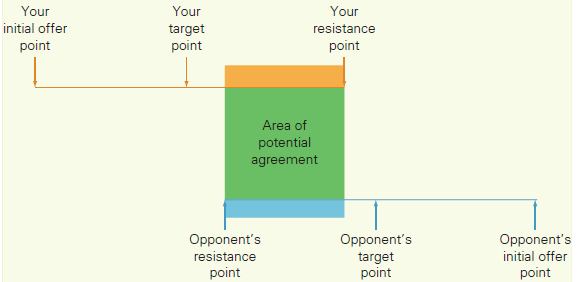 Your
initial offer
point
Your
target
point
Your
resistance
point
Area of
potential
agreement
Opponent's
resistance
point
Opponent's
target
point
Opponent's
initial offer
point